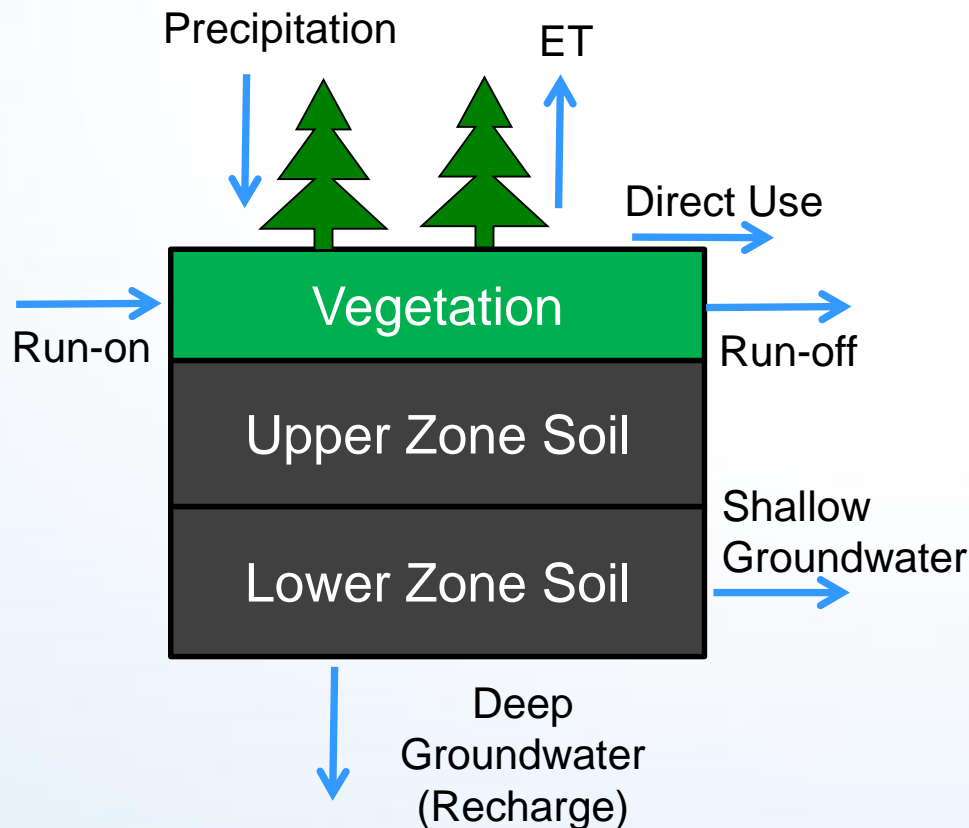 Precipitation
ET
Direct Use
Vegetation
Run-on
Run-off
Upper Zone Soil
Shallow
Groundwater
Lower Zone Soil
Deep
Groundwater
(Recharge)